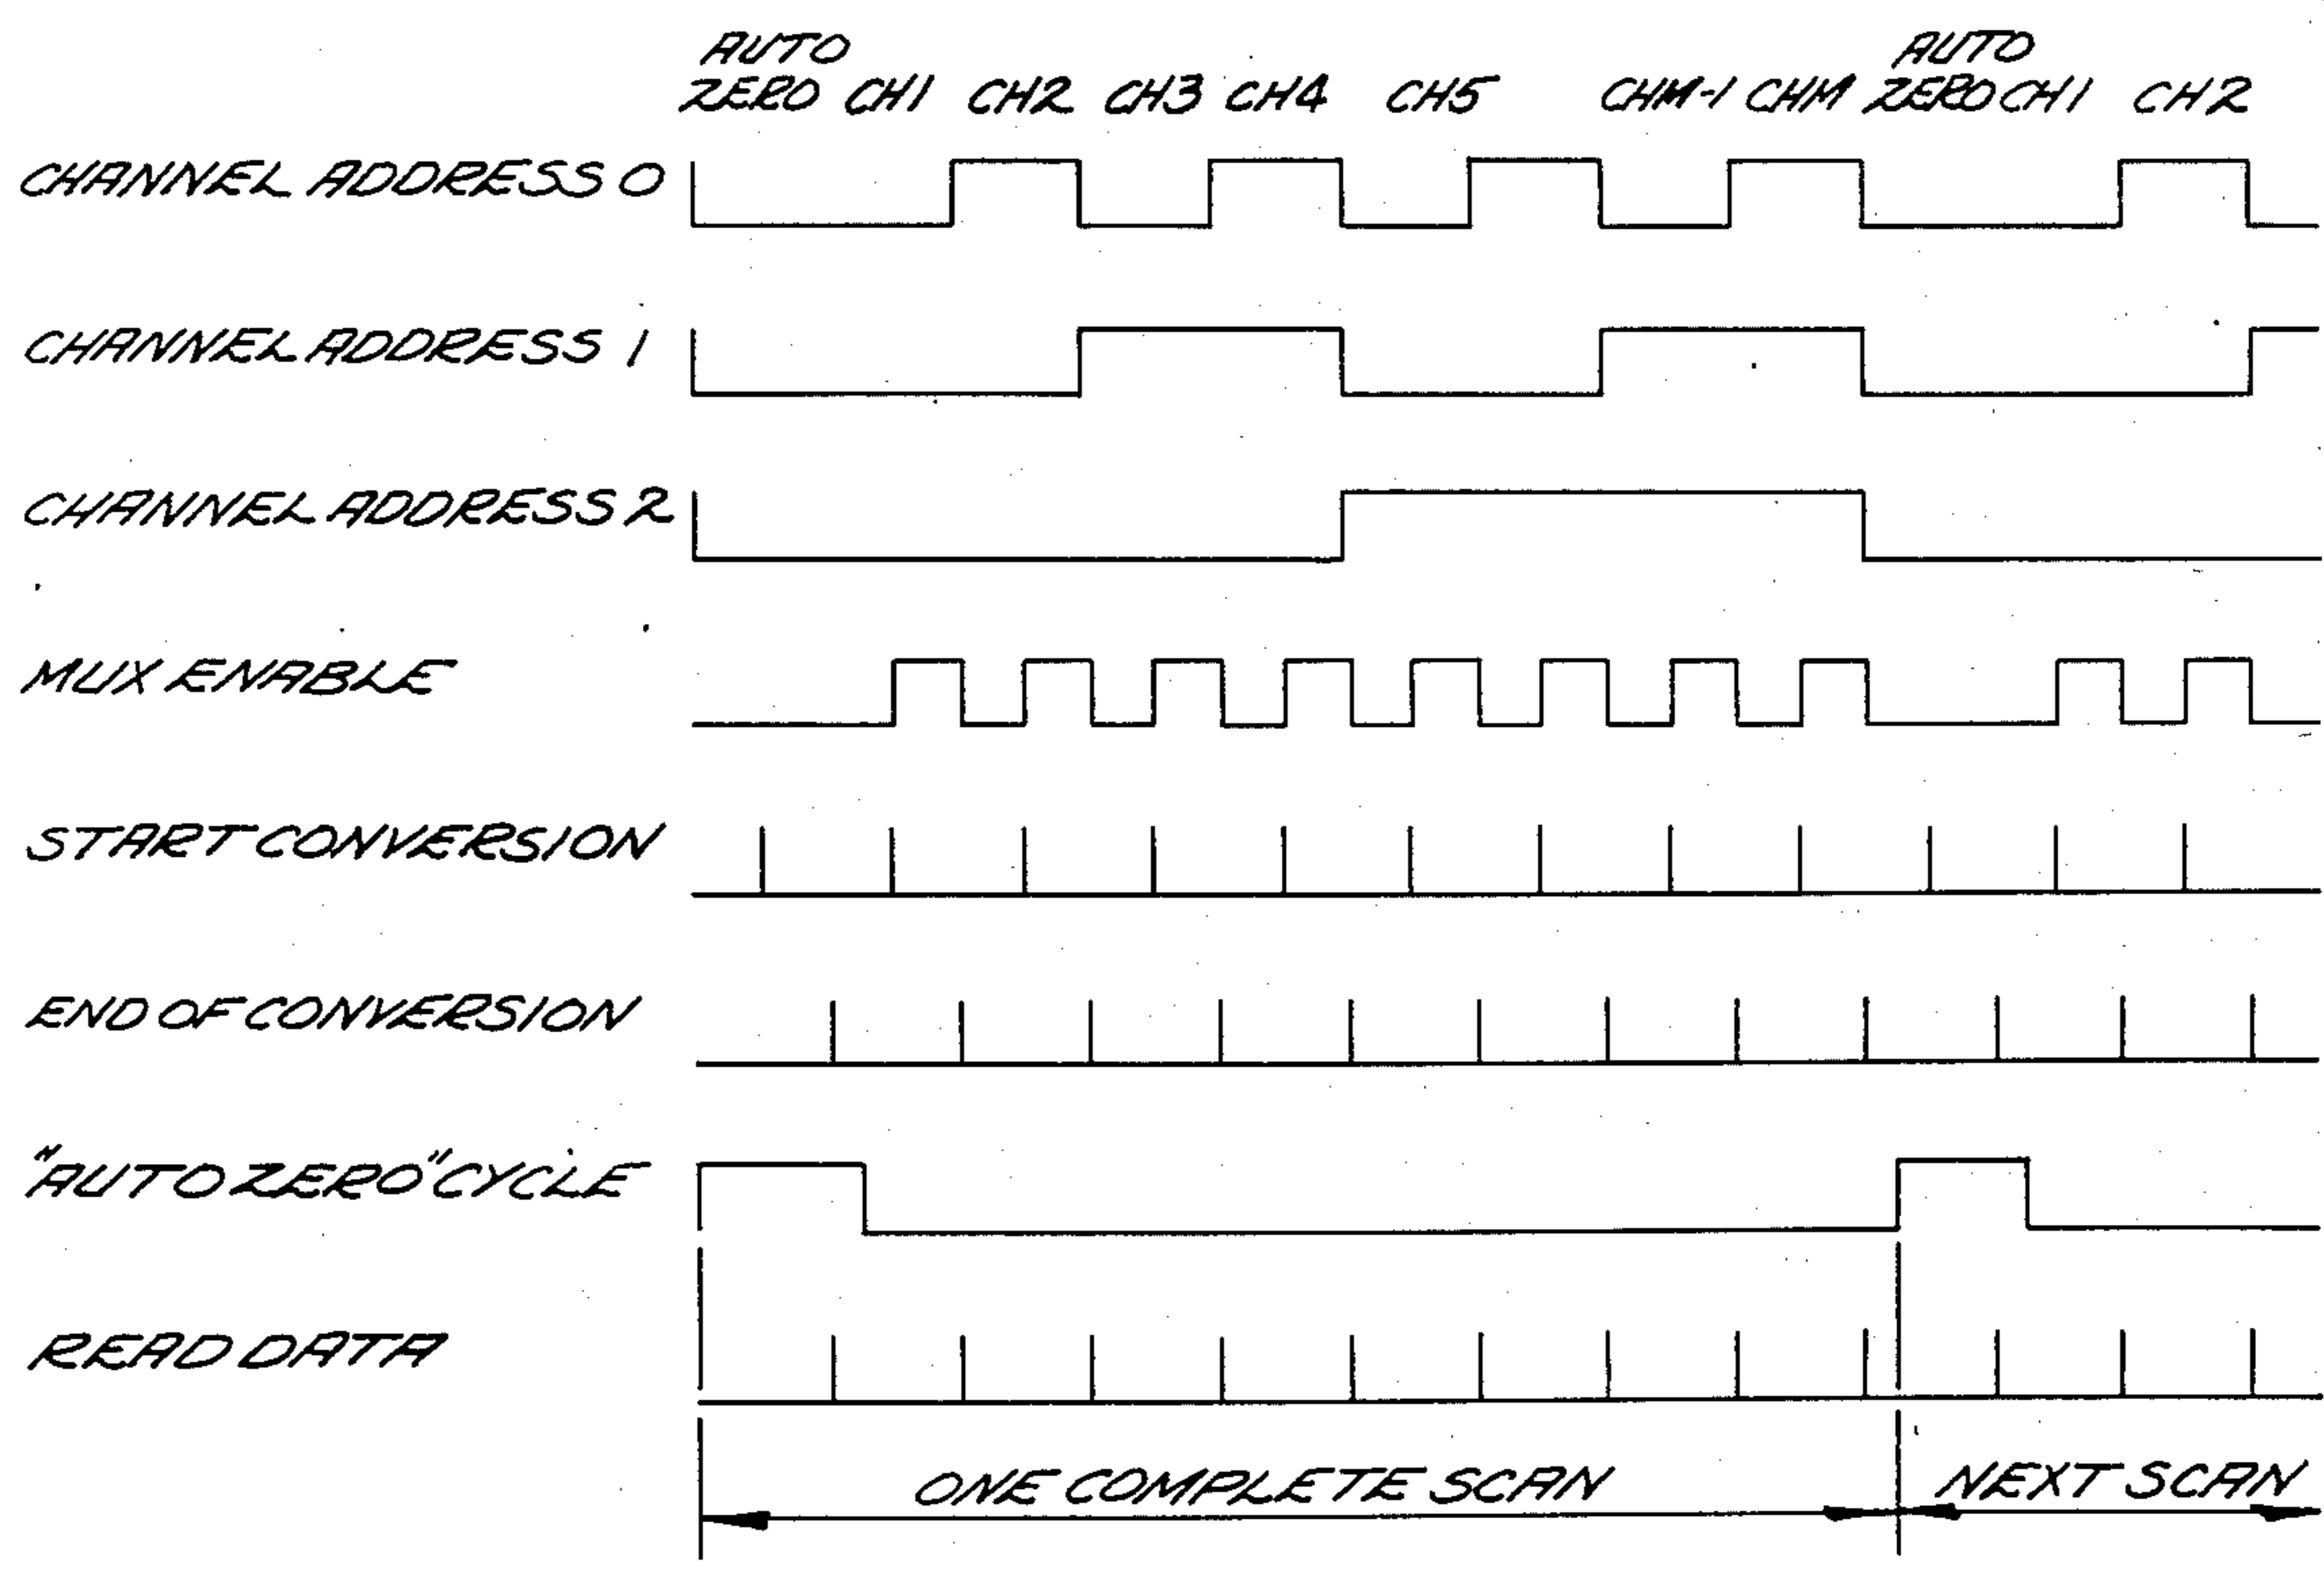 AUTO AUTO
ZERO CH1 CH2 CH3 CH4 CH5 CHM-1 CHM ZERO CH1 CH2
CHANNEL ADDRESS 0
CHANNEL ADDRESS 1
CHANNEL ADDRESS 2
MUX ENABLE
START CONVERSION
END OF CONVERSION
"AUTO ZERO" CYCLE
READ DATA
ONE COMPLETE SCAN
NEXT SCAN